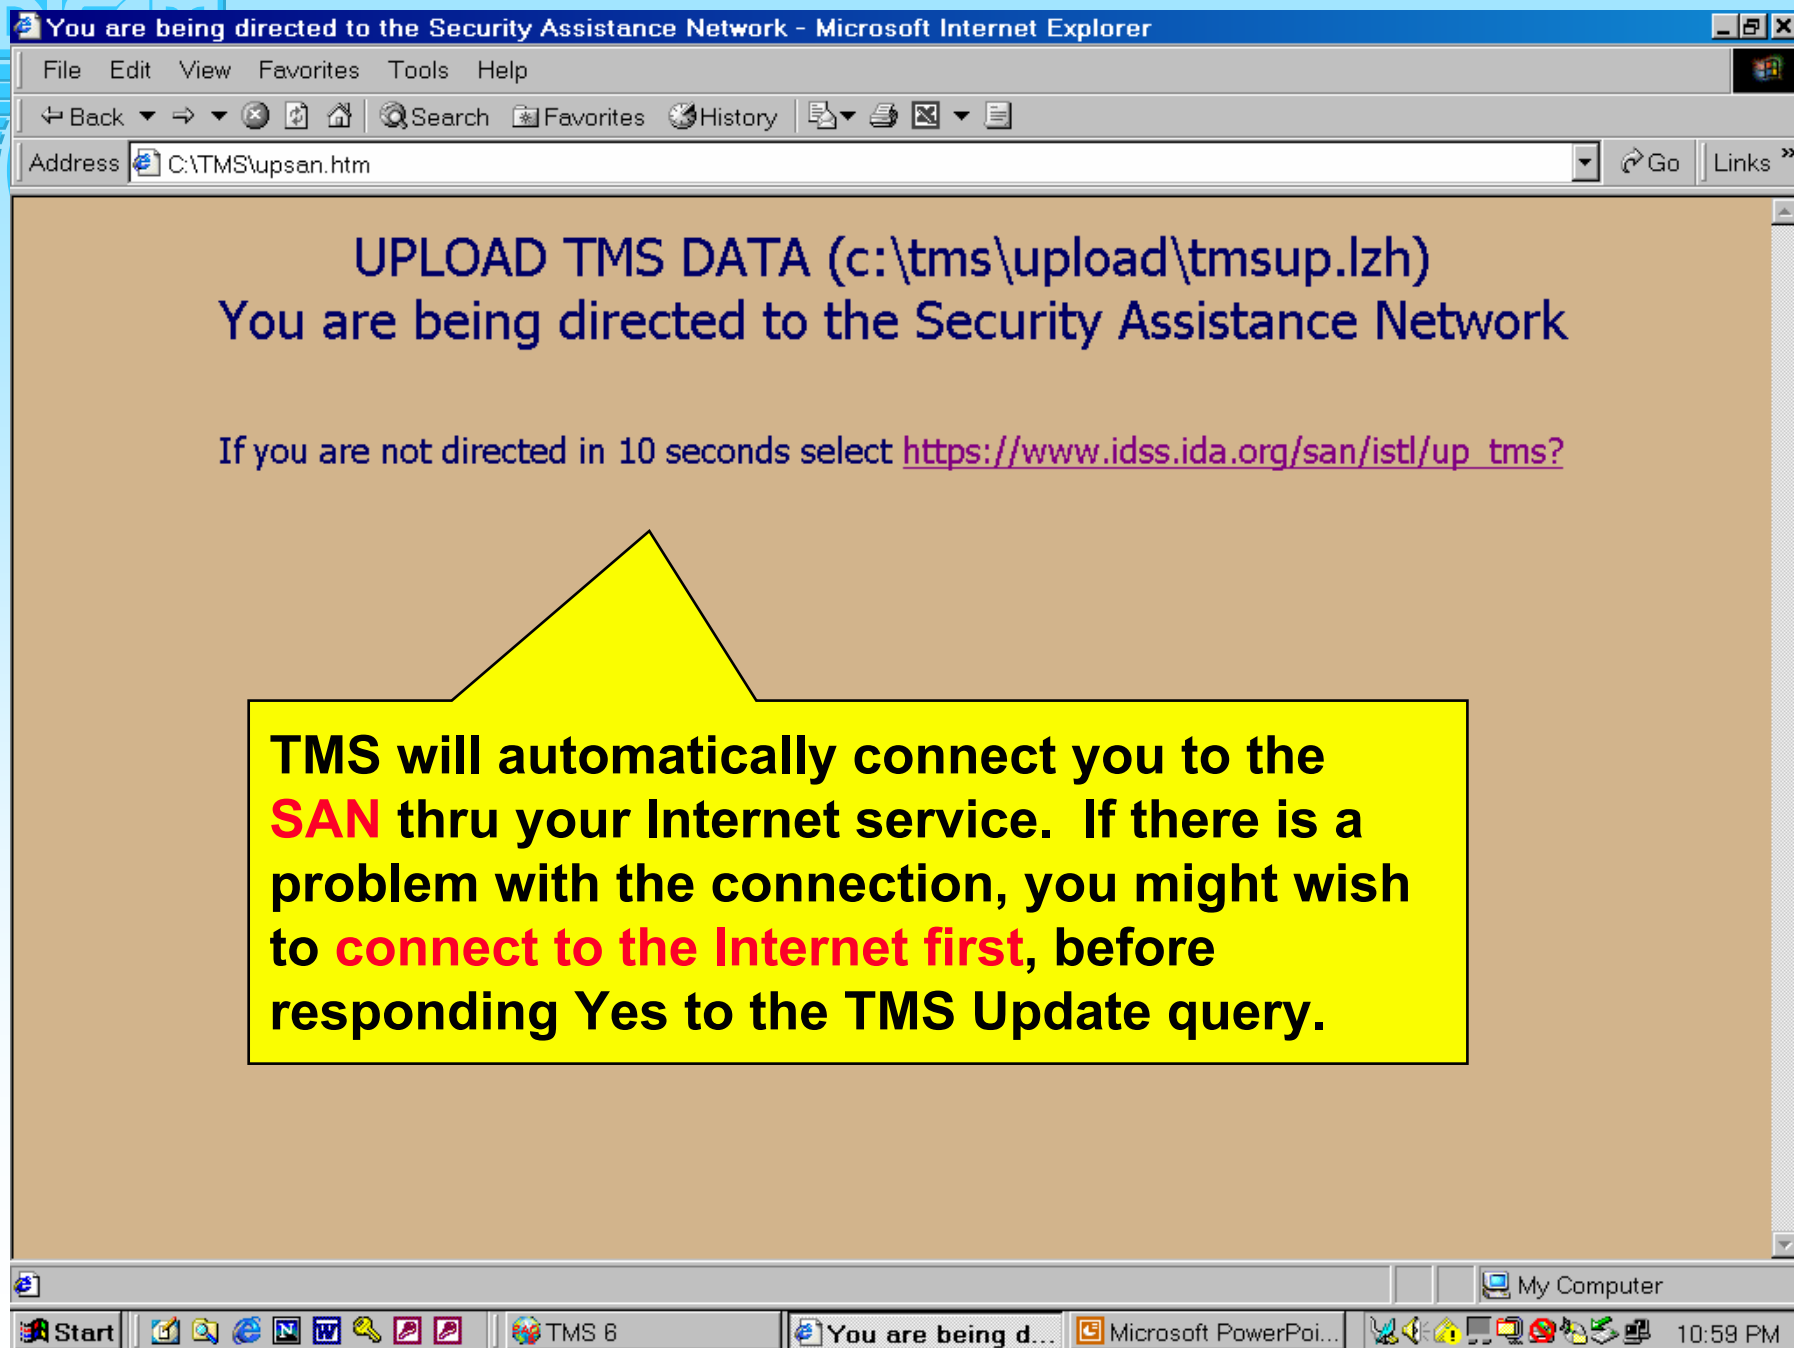 You are being directed to the Security Assistance Network - Microsoft Internet Explorer
File Edit View Favorites Tools Help
Back Search Favorites History
Address C:\TMS\upsan.htm Go Links »
UPLOAD TMS DATA (c:\tms\upload\tmsup.lzh)
You are being directed to the Security Assistance Network
If you are not directed in 10 seconds select https://www.idss.ida.org/san/istl/up_tms?
TMS will automatically connect you to the
SAN thru your Internet service. If there is a
problem with the connection, you might wish
to connect to the Internet first, before
responding Yes to the TMS Update query.
My Computer
Start TMS 6 You are being d... Microsoft PowerPoi... 10:59 PM